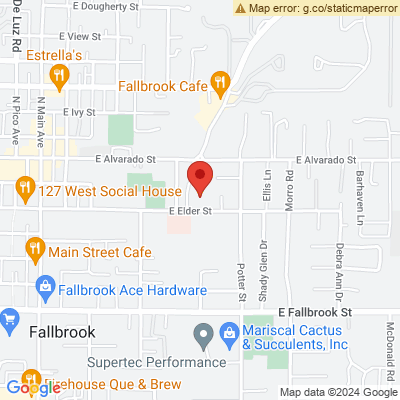 Map error: g.co/staticmaperror
E Dougherty St
De Luz Rd
E View St
Estrella's
Fallbrook Cafe
N Pico Ave
N Main Ave
E Ivy St
E Alvarado St
E Alvarado St
127 West Social House
Ellis Ln
Morro Rd
Barhaven Ln
E Elder St
Main Street Cafe
Potter St
Shady Glen Dr
Debra Ann Dr
Fallbrook Ace Hardware
E Fallbrook St
Fallbrook
Mariscal Cactus
& Succulents, Inc
McDonald Rd
Supertec Performance
Firehouse Que & Brew
Google
Map data ©2024 Google